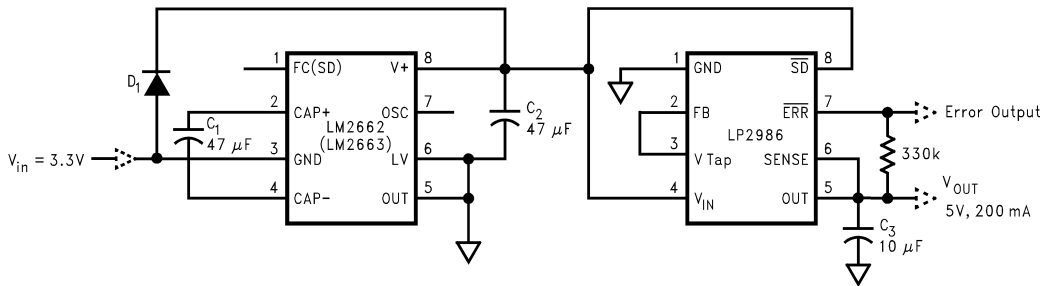 D1
1
FC(SD)
V+
8
2
CAP+
OSC
7
C1
47 µF
LM2662
(LM2663)
C2
47 µF
Vin = 3.3V
3
GND
LV
6
4
CAP-
OUT
5
1
GND
SD
8
2
FB
ERR
7
Error Output
LP2986
3
V Tap
SENSE
6
330k
4
VIN
OUT
5
VOUT
5V, 200 mA
C3
10 µF